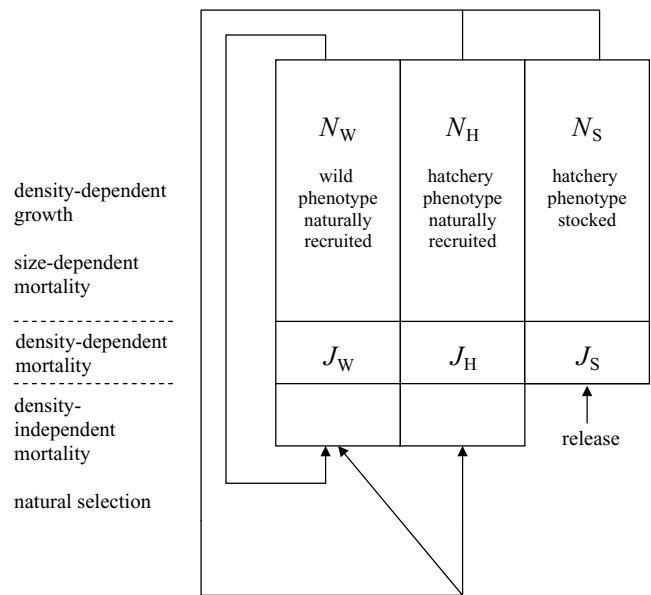 N_W
N_H
N_S
wild
phenotype
naturally
recruited
hatchery
phenotype
naturally
recruited
hatchery
phenotype
stocked
density-dependent
growth
size-dependent
mortality
density-dependent
mortality
J_W
J_H
J_S
density-
independent
mortality
release
natural selection